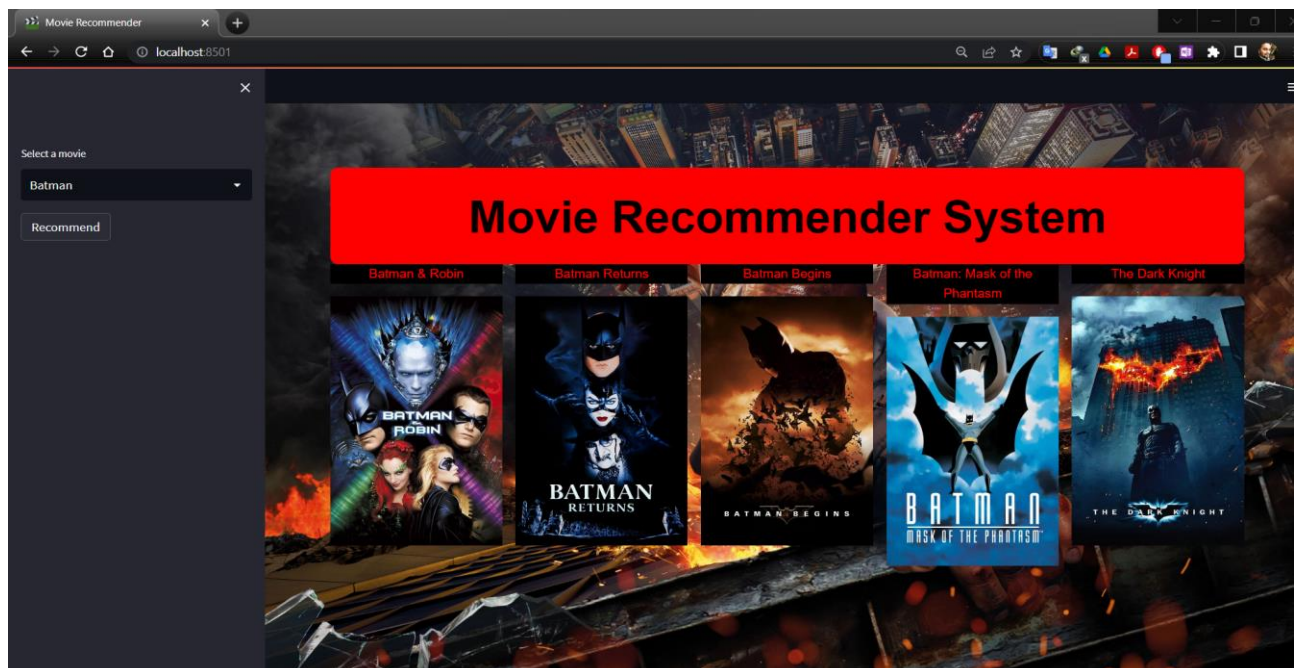 Movie Recommender
localhost:8501
Select a movie
Batman
Recommend
Movie Recommender System
Batman & Robin
Batman Returns
Batman Begins
Batman: Mask of the
Phantasm
The Dark Knight
BATMAN
ROBIN
BATMAN
RETURNS
BATMAN BEGINS
BATMAN
MASK OF THE PHANTASM
THE DARK KNIGHT